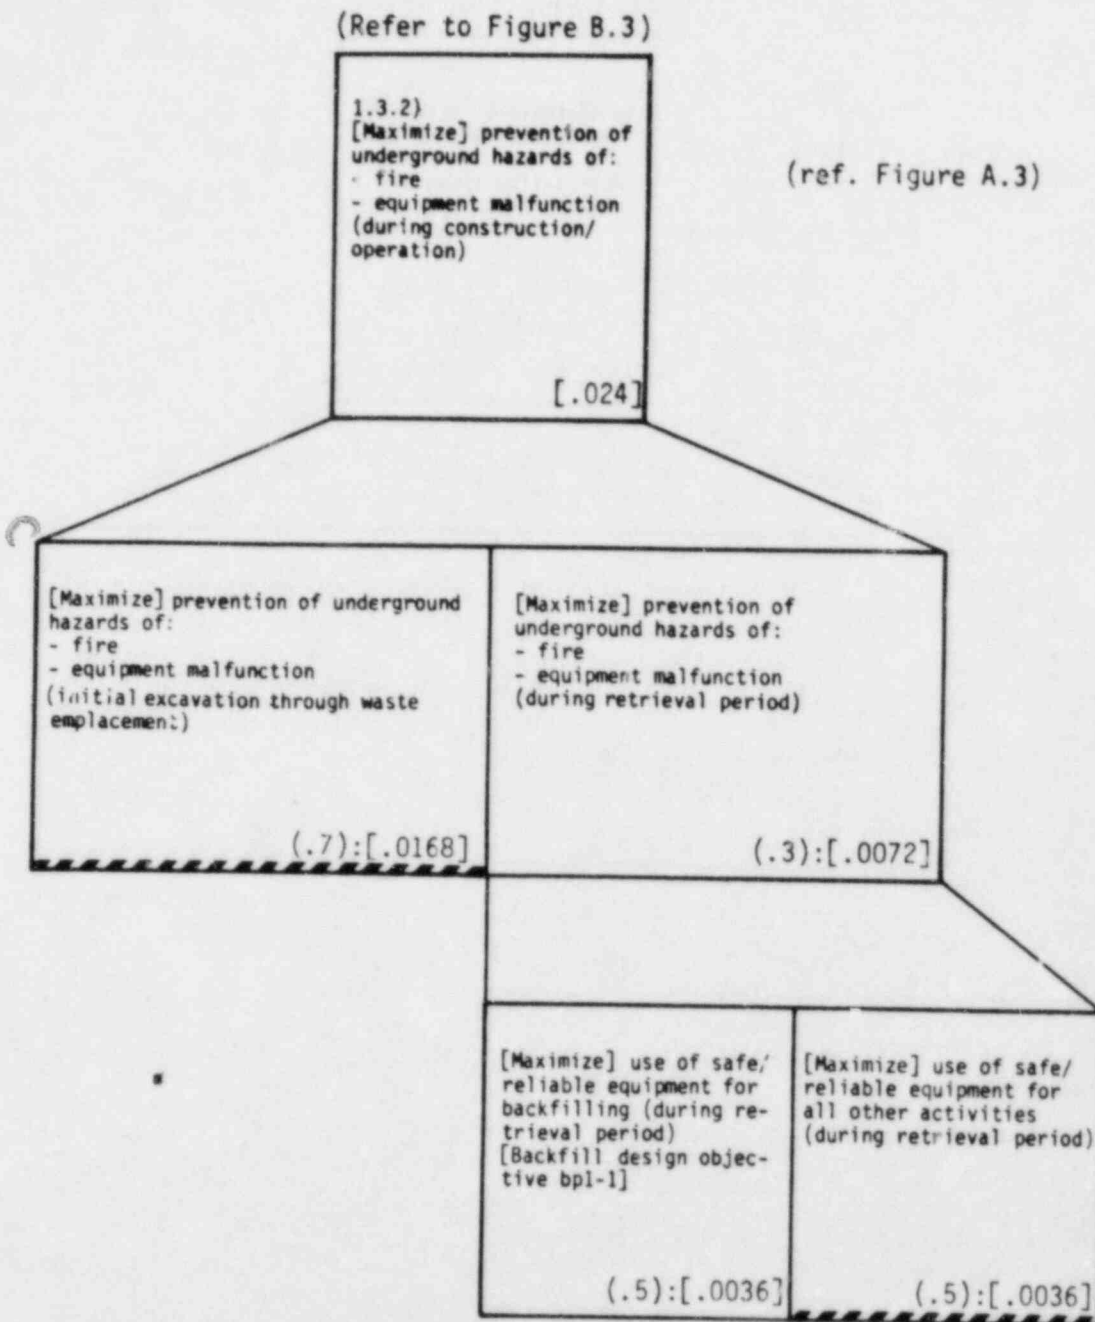 (Refer to Figure B.3)
1.3.2)
[Maximize] prevention of
underground hazards of:
- fire
- equipment malfunction
(during construction/
operation)
[.024]
(ref. Figure A.3)
[Maximize] prevention of underground
hazards of:
- fire
- equipment malfunction
(initial excavation through waste
emplacement)
(.7):[.0168]
[Maximize] prevention of
underground hazards of:
- fire
- equipment malfunction
(during retrieval period)
(.3):[.0072]
[Maximize] use of safe/
reliable equipment for
backfilling (during re-
trieval period)
[Backfill design objec-
tive bpl-1]
(.5):[.0036]
[Maximize] use of safe/
reliable equipment for
all other activities
(during retrieval period)
(.5):[.0036]